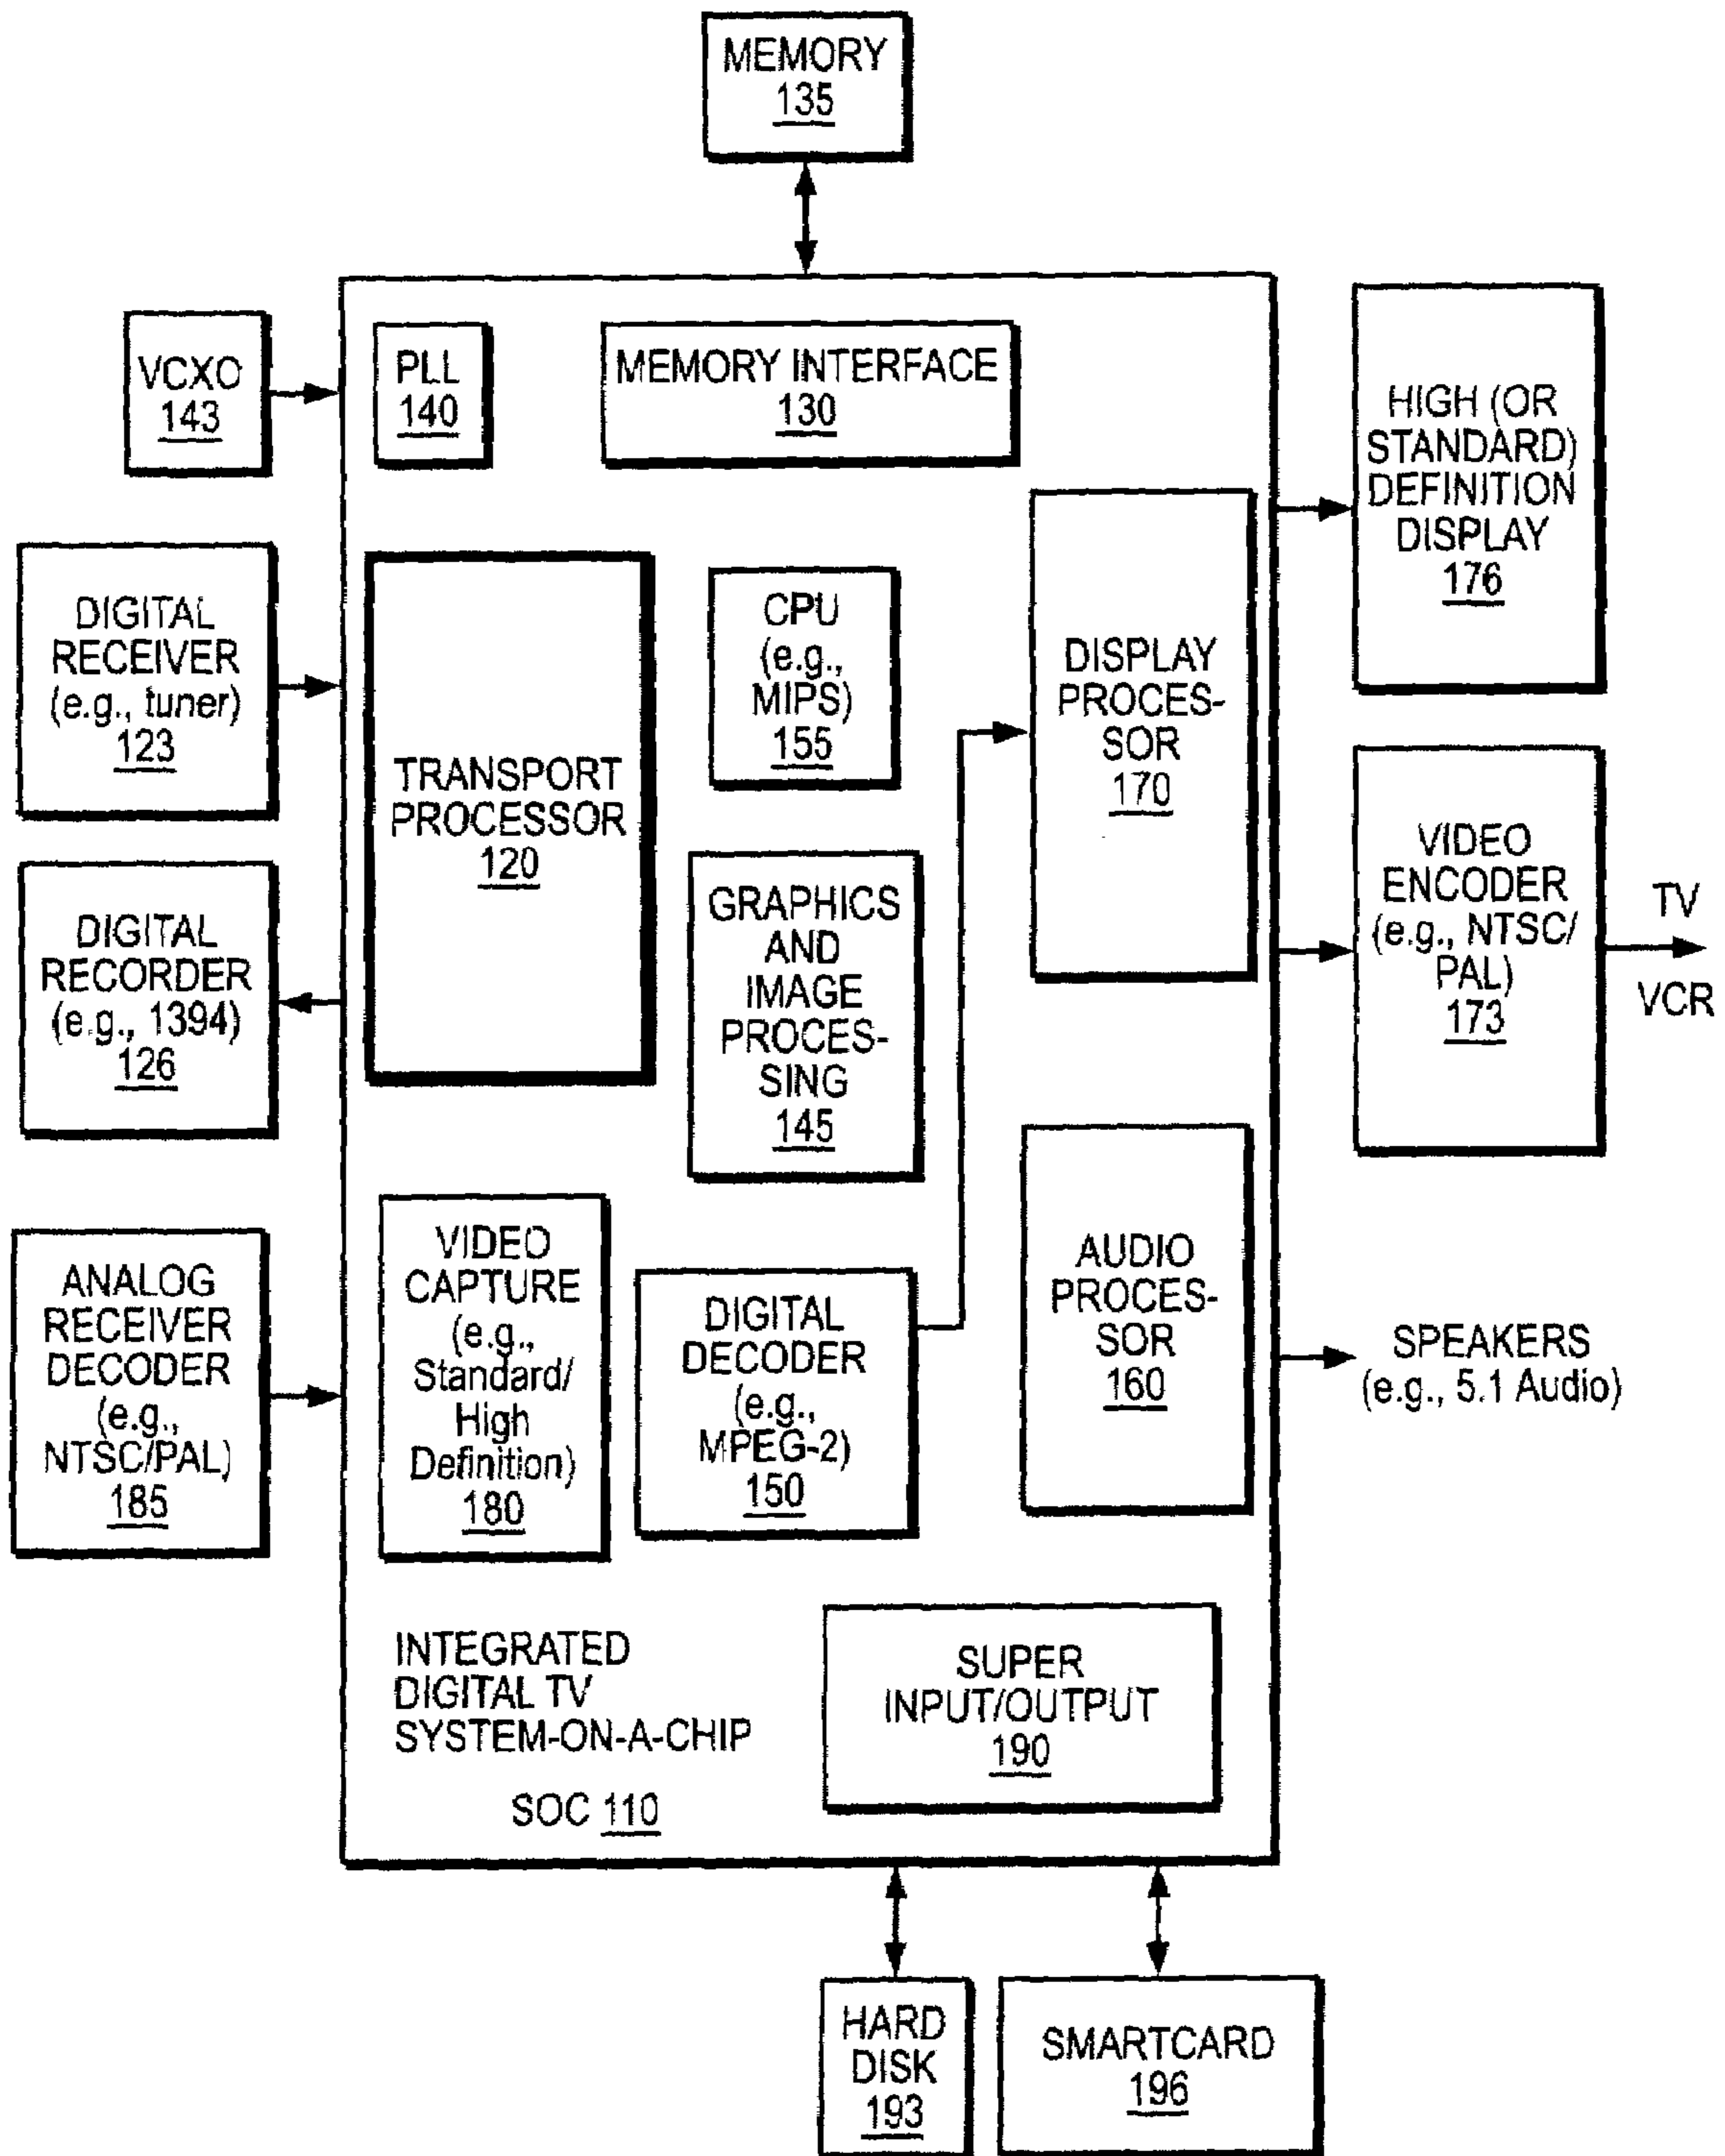 MEMORY
135
VCXO
143
PLL
140
MEMORY INTERFACE
130
HIGH (OR
STANDARD)
DEFINITION
DISPLAY
176
DIGITAL
RECEIVER
(e.g., tuner)
123
TRANSPORT
PROCESSOR
120
CPU
(e.g.,
MIPS)
155
DISPLAY
PROCES-
SOR
170
DIGITAL
RECORDER
(e.g., 1394)
126
GRAPHICS
AND
IMAGE
PROCES-
SING
145
VIDEO
ENCODER
(e.g., NTSC/
PAL)
173
TV
VCR
ANALOG
RECEIVER
DECODER
(e.g.,
NTSC/PAL)
185
VIDEO
CAPTURE
(e.g.,
Standard/
High
Definition)
180
DIGITAL
DECODER
(e.g.,
MPEG-2)
150
AUDIO
PROCES-
SOR
160
SPEAKERS
(e.g., 5.1 Audio)
INTEGRATED
DIGITAL TV
SYSTEM-ON-A-CHIP
SOC 110
SUPER
INPUT/OUTPUT
190
HARD
DISK
193
SMARTCARD
196